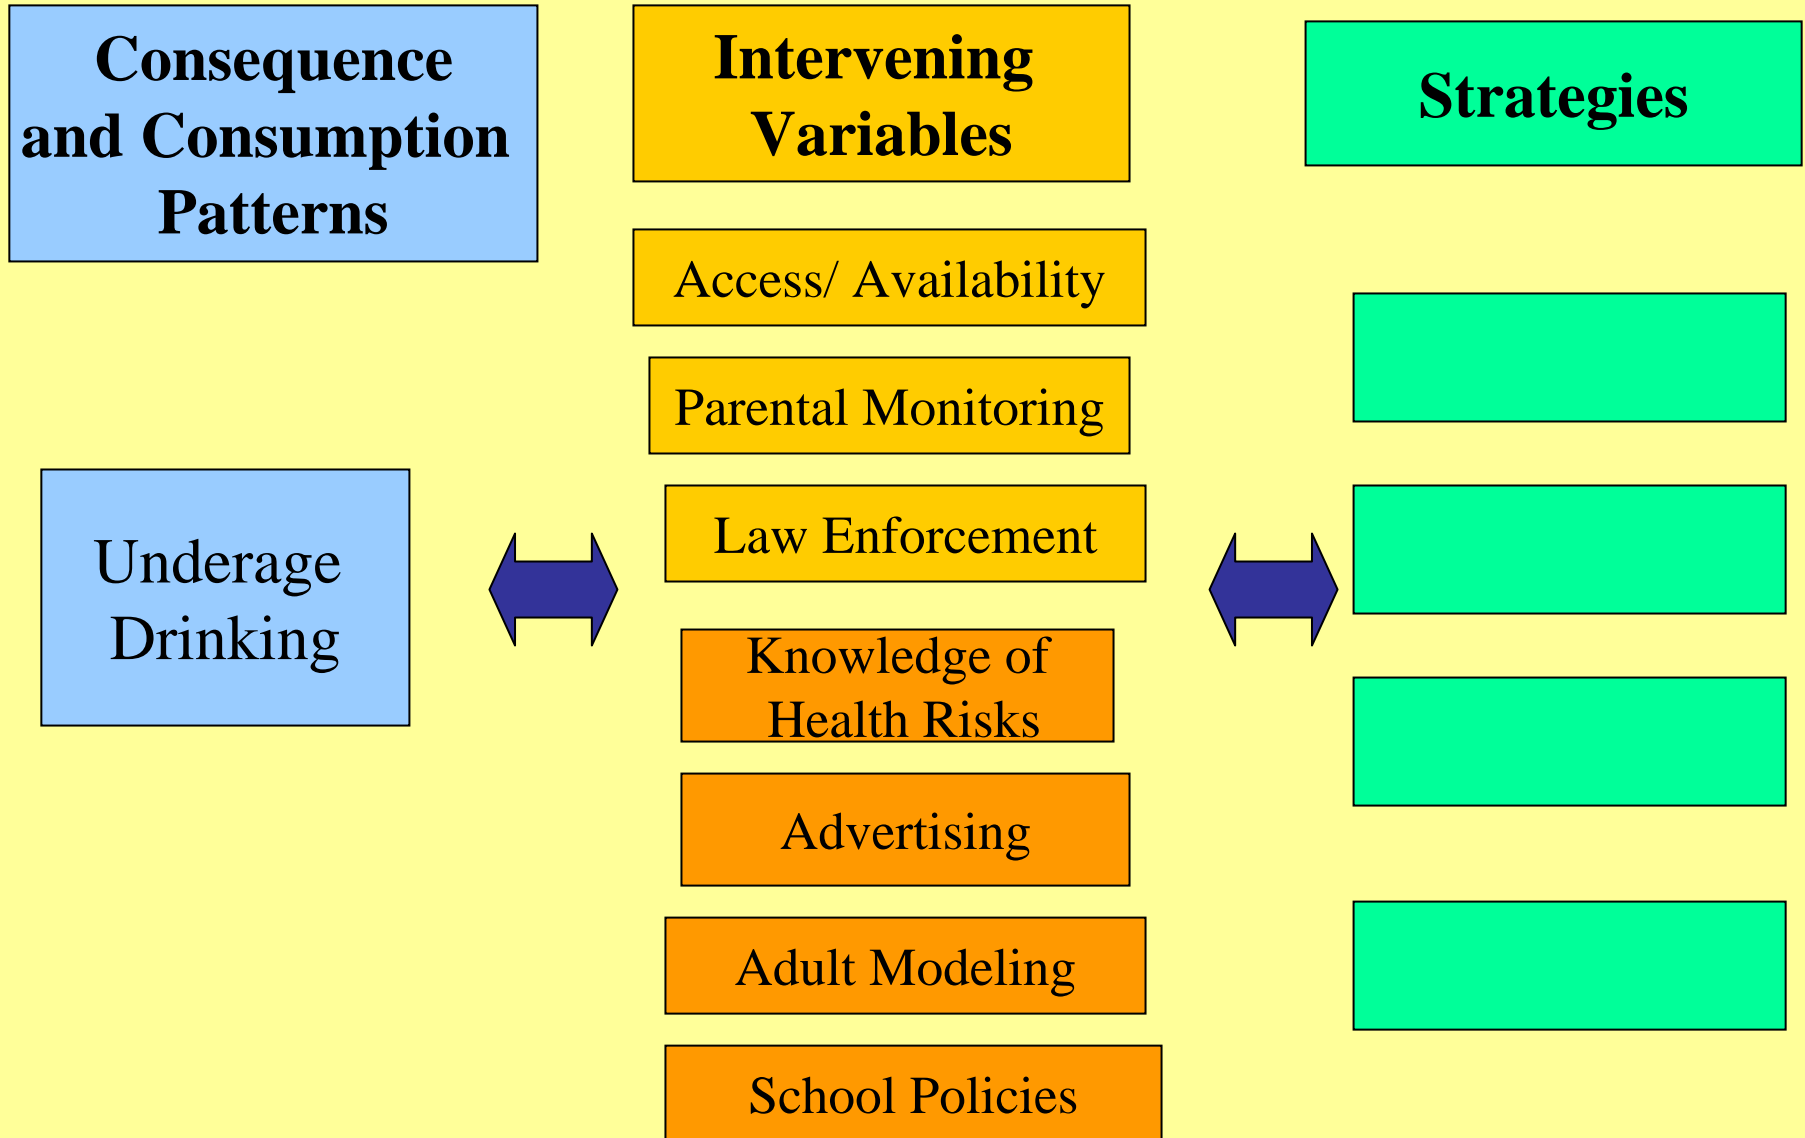 Consequence
and Consumption
Patterns
Intervening
Variables
Strategies
Access/ Availability
Parental Monitoring
Law Enforcement
Underage
Drinking
Knowledge of
Health Risks
Advertising
Adult Modeling
School Policies